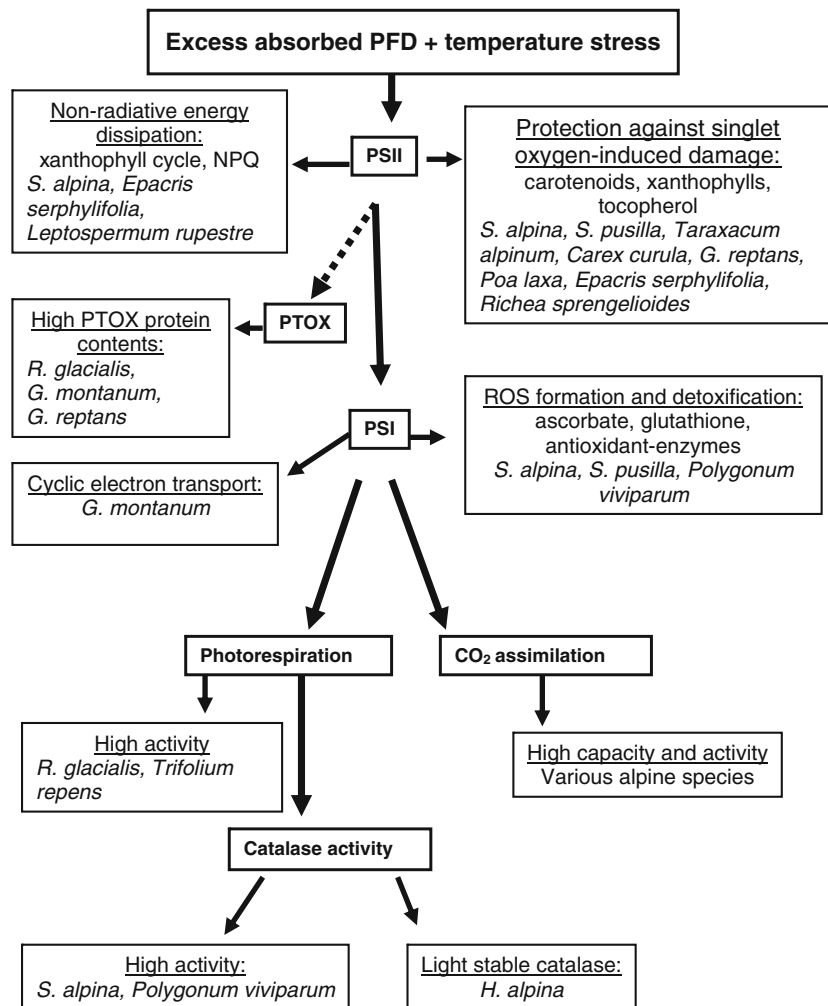 Excess absorbed PFD + temperature stress
Non-radiative energy
dissipation:
xanthophyll cycle, NPQ
S. alpina, Epacris
serphylifolia,
Leptospermum rupestre
PSII
Protection against singlet
oxygen-induced damage:
carotenoids, xanthophylls,
tocopherol
S. alpina, S. pusilla, Taraxacum
alpinum, Carex curula, G. reptans,
Poa laxa, Epacris serphylifolia,
Richea sprengelioides
High PTOX protein
contents:
R. glacialis,
G. montanum,
G. reptans
PTOX
PSI
ROS formation and detoxification:
ascorbate, glutathione,
antioxidant-enzymes
S. alpina, S. pusilla, Polygonum
viviparum
Cyclic electron transport:
G. montanum
Photorespiration
CO₂ assimilation
High activity
R. glacialis, Trifolium
repens
High capacity and activity
Various alpine species
Catalase activity
High activity:
S. alpina, Polygonum viviparum
Light stable catalase:
H. alpina